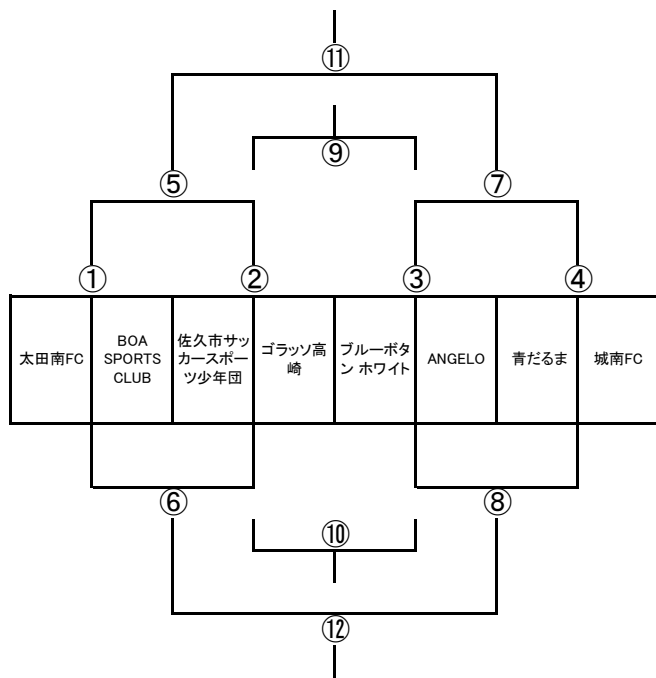 ⑪
⑨
⑤
⑦
①
②
③
④
太田南FC
BOA
SPORTS
CLUB
佐久市サッ
カースポー
ツ少年団
ゴラッソ高
崎
ブルーボタ
ン ホワイト
ANGELO
青だるま
城南FC
⑥
⑧
⑩
⑫